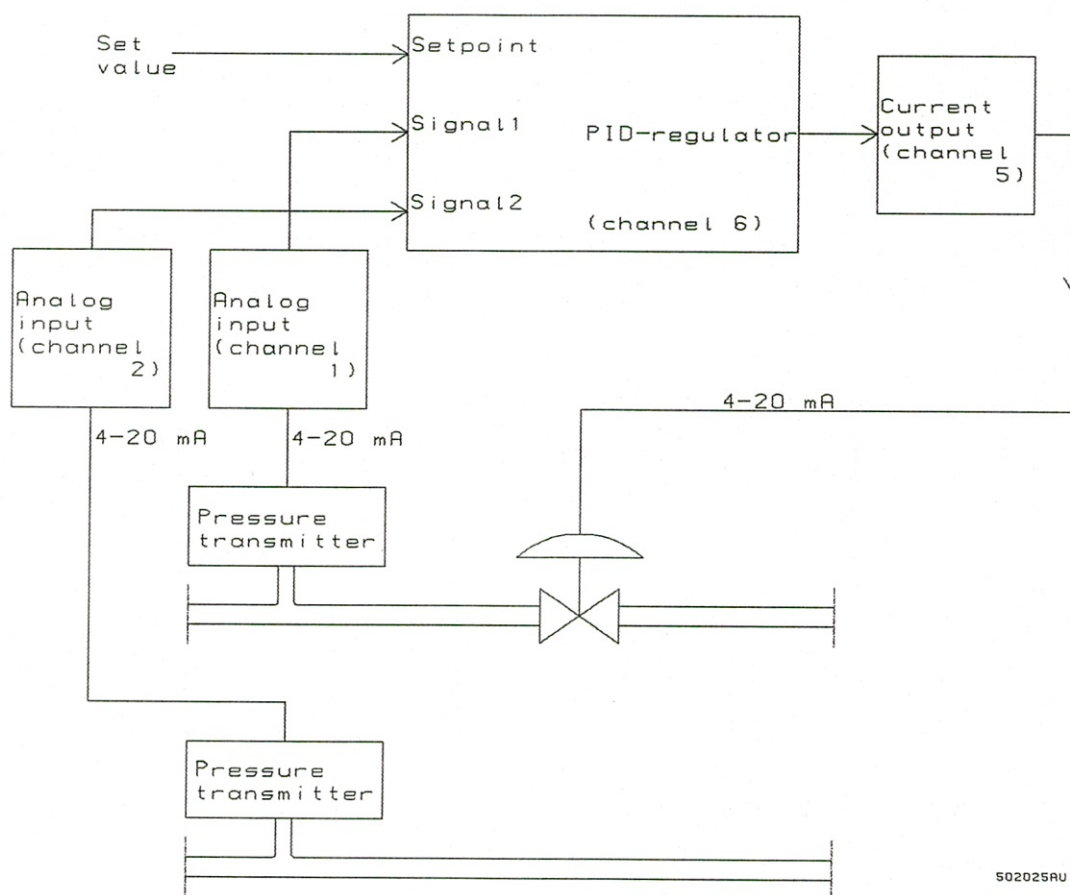 Set
value
Setpoint
Signal1
Signal2
PID-regulator
(channel 6)
Current
output
(channel
5)
Analog
input
(channel
2)
Analog
input
(channel
1)
4-20 mA
4-20 mA
4-20 mA
Pressure
transmitter
Pressure
transmitter
502025AU